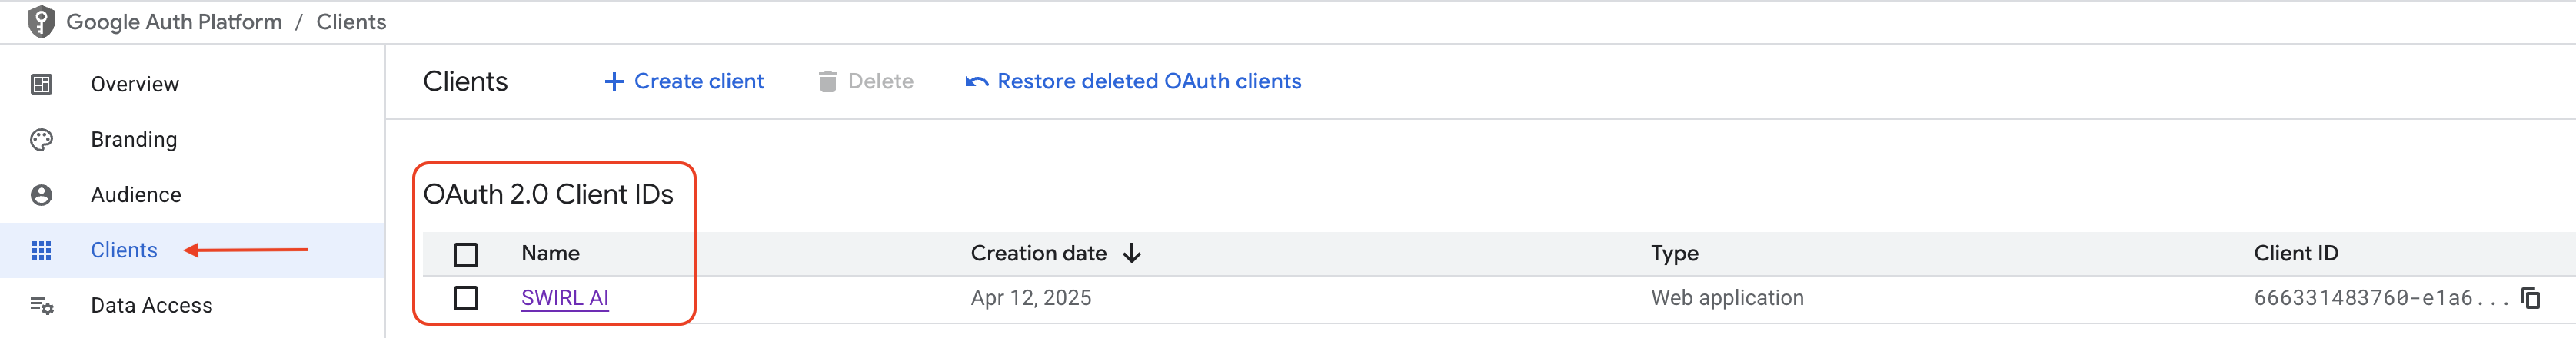 Google Auth Platform / Clients
Overview
Branding
Audience
Clients
Data Access
Clients + Create client Delete Restore deleted OAuth clients
OAuth 2.0 Client IDs
Name Creation date ↓ Type Client ID
SWIRL AI Apr 12, 2025 Web application 666331483760-e1a6...